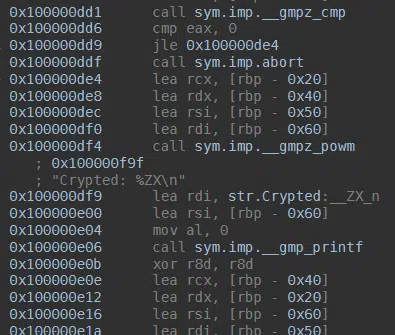 0x100000dd1 call sym.imp.__gmpz_cmp
0x100000dd6 cmp eax, 0
0x100000dd9 jle 0x100000de4
0x100000ddf call sym.imp.abort
0x100000de4 lea rcx, [rbp - 0x20]
0x100000de8 lea rdx, [rbp - 0x40]
0x100000dec lea rsi, [rbp - 0x50]
0x100000df0 lea rdi, [rbp - 0x60]
0x100000df4 call sym.imp.__gmpz_powm
; 0x100000f9f
; "Crypted: %ZX\n"
0x100000df9 lea rdi, str.Crypted:__ZX_n
0x100000e00 lea rsi, [rbp - 0x60]
0x100000e04 mov al, 0
0x100000e06 call sym.imp.__gmp_printf
0x100000e0b xor r8d, r8d
0x100000e0e lea rcx, [rbp - 0x40]
0x100000e12 lea rdx, [rbp - 0x20]
0x100000e16 lea rsi, [rbp - 0x60]
0x100000e1a lea rdi, [rbp - 0x50]